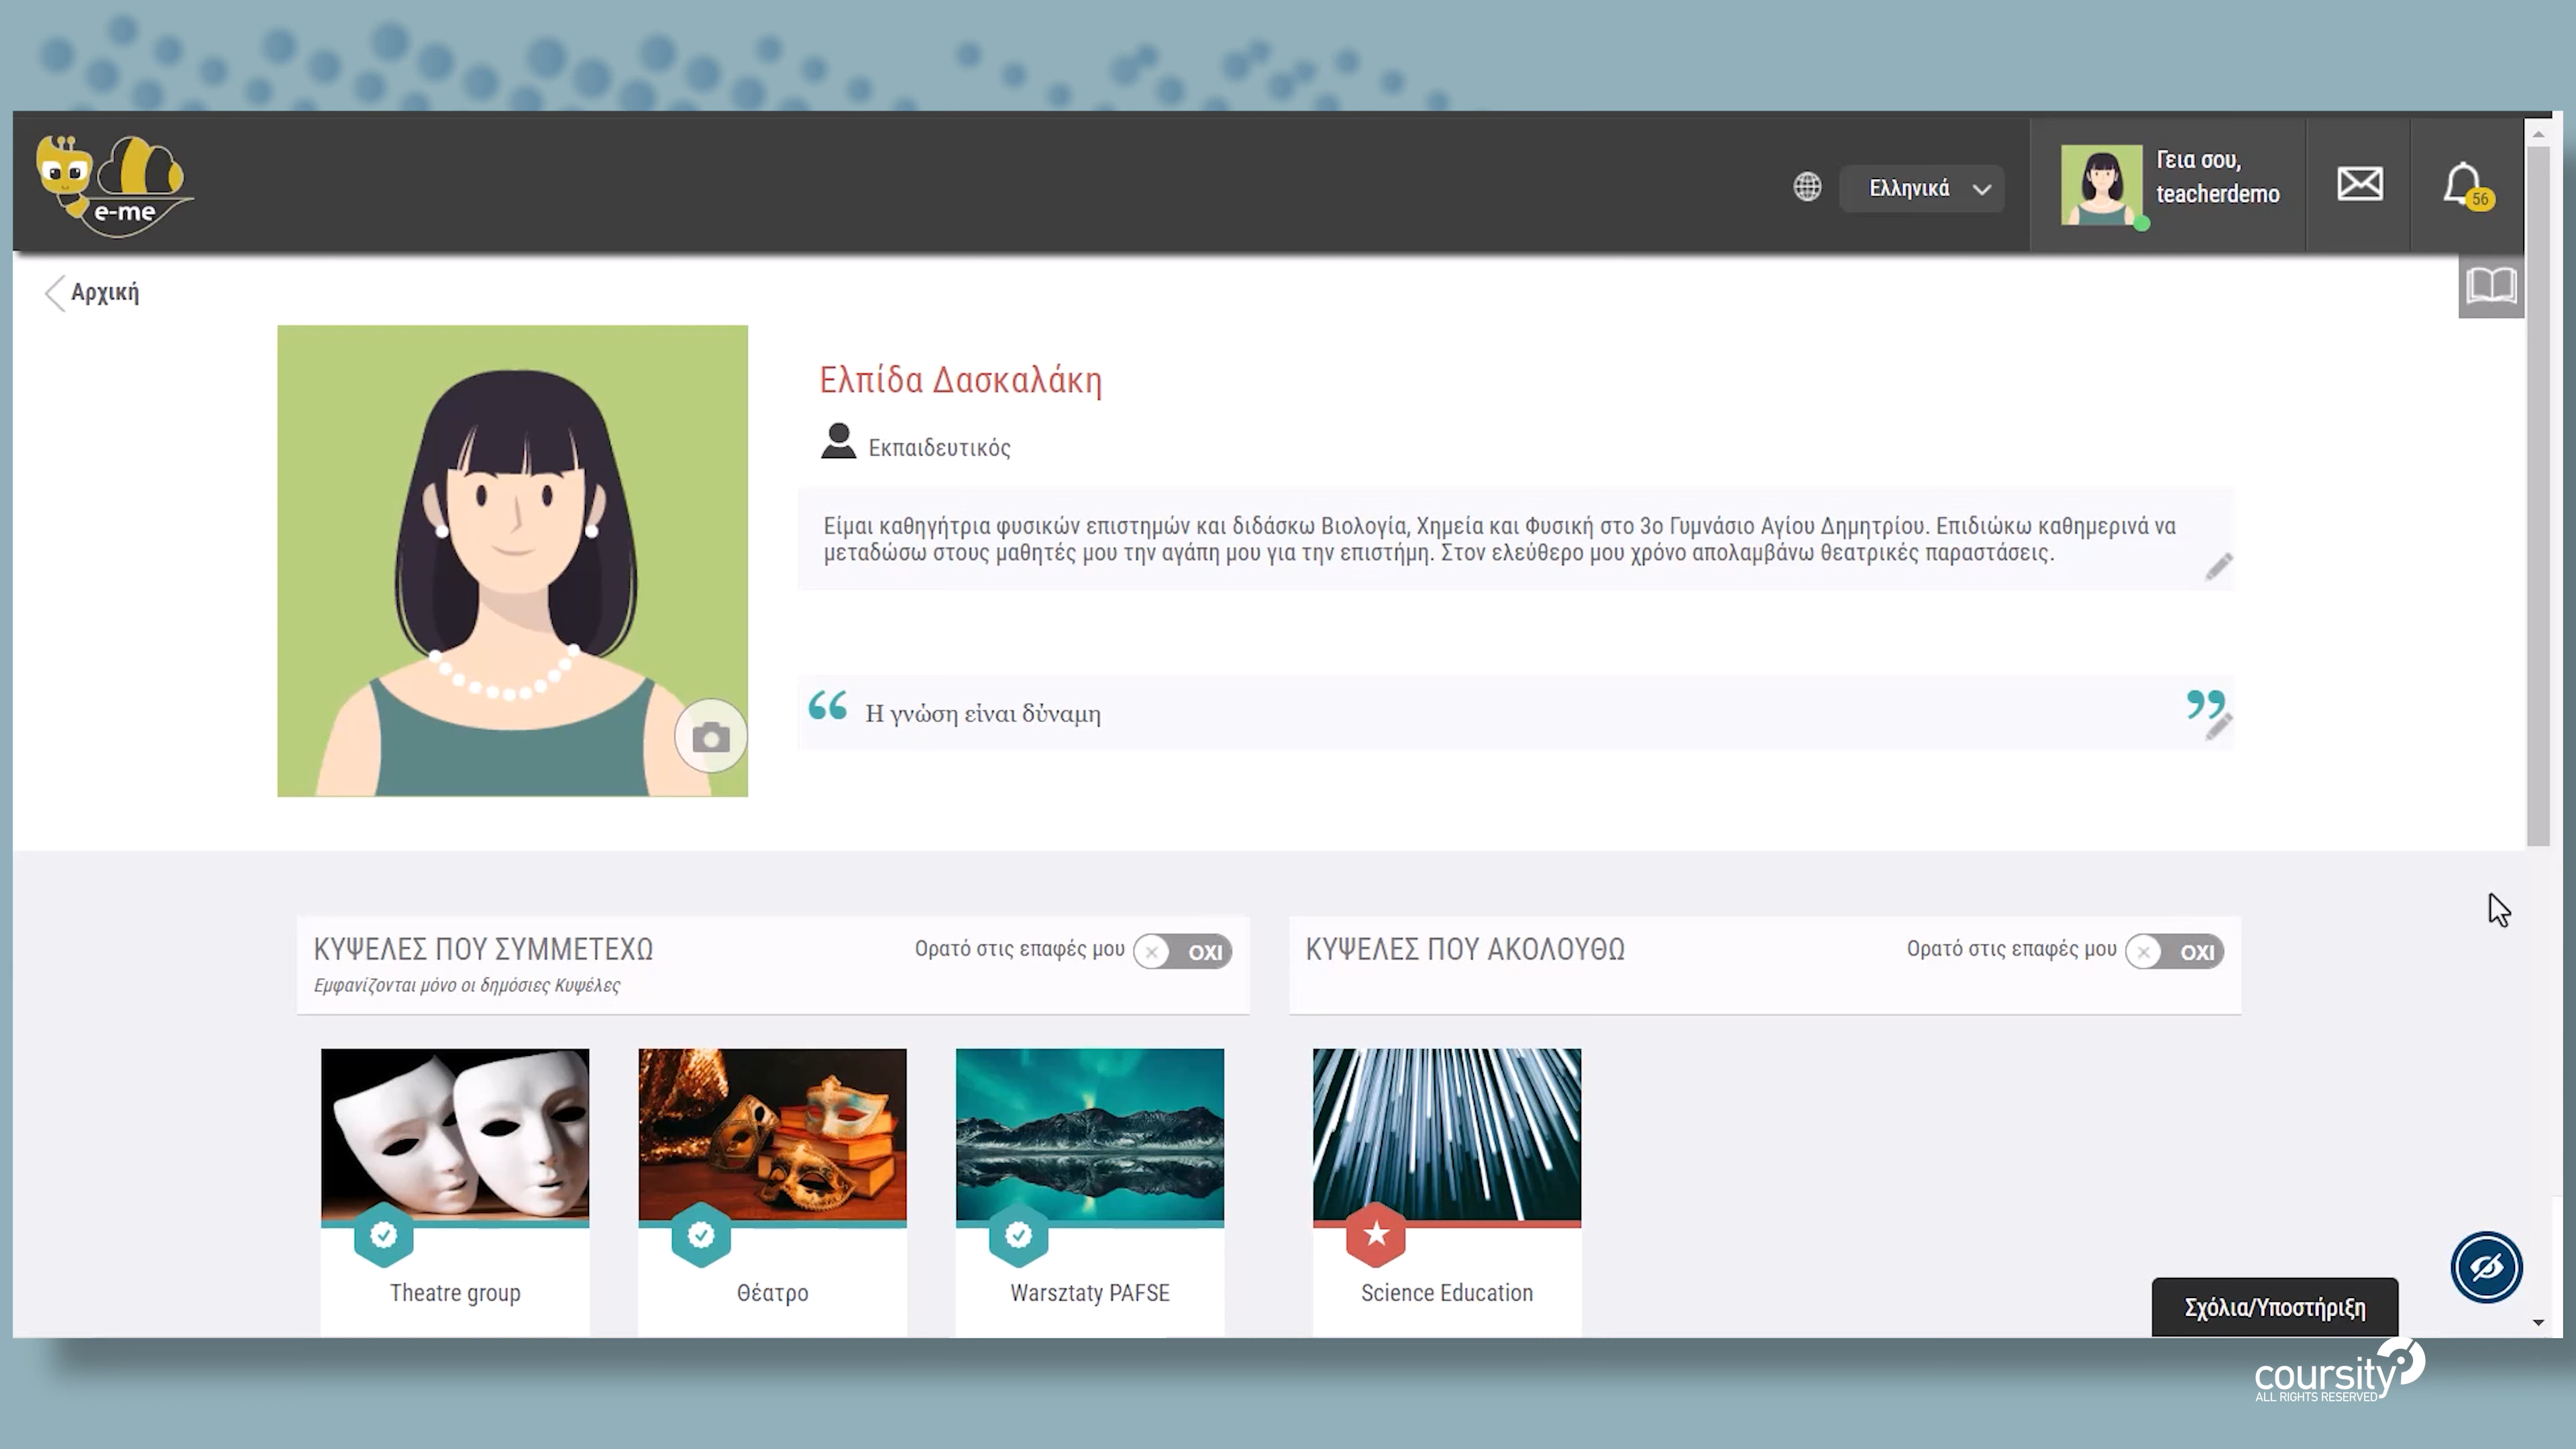 e-me
Ελληνικά
Γεια σου,
teacherdemo
56
Αρχική
Ελπίδα Δασκαλάκη
Εκπαιδευτικός
Είμαι καθηγήτρια φυσικών επιστημών και διδάσκω Βιολογία, Χημεία και Φυσική στο 3ο Γυμνάσιο Αγίου Δημητρίου. Επιδιώκω καθημερινά να
μεταδώσω στους μαθητές μου την αγάπη μου για την επιστήμη. Στον ελεύθερο μου χρόνο απολαμβάνω θεατρικές παραστάσεις.
“ Η γνώση είναι δύναμη ”
ΚΥΨΕΛΕΣ ΠΟΥ ΣΥΜΜΕΤΕΧΩ
Ορατό στις επαφές μου ΟΧΙ
Εμφανίζονται μόνο οι δημόσιες Κυψέλες
ΚΥΨΕΛΕΣ ΠΟΥ ΑΚΟΛΟΥΘΩ
Ορατό στις επαφές μου ΟΧΙ
Theatre group
Θέατρο
Warsztaty PAFSE
Science Education
Σχόλια/Υποστήριξη
coursity
ALL RIGHTS RESERVED